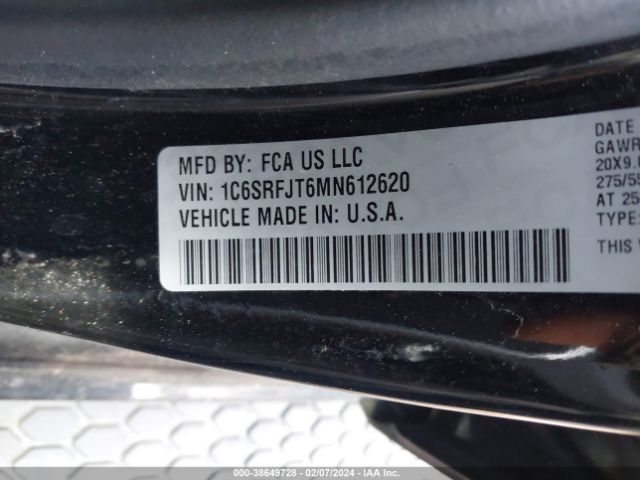 MFD BY: FCA US LLC
VIN: 1C6SRFJT6MN612620
VEHICLE MADE IN: U.S.A.
DATE
GAWR
20X9.
275/55
AT 25
TYPE:
THIS
000-38649728 - 02/07/2024 - IAA Inc.